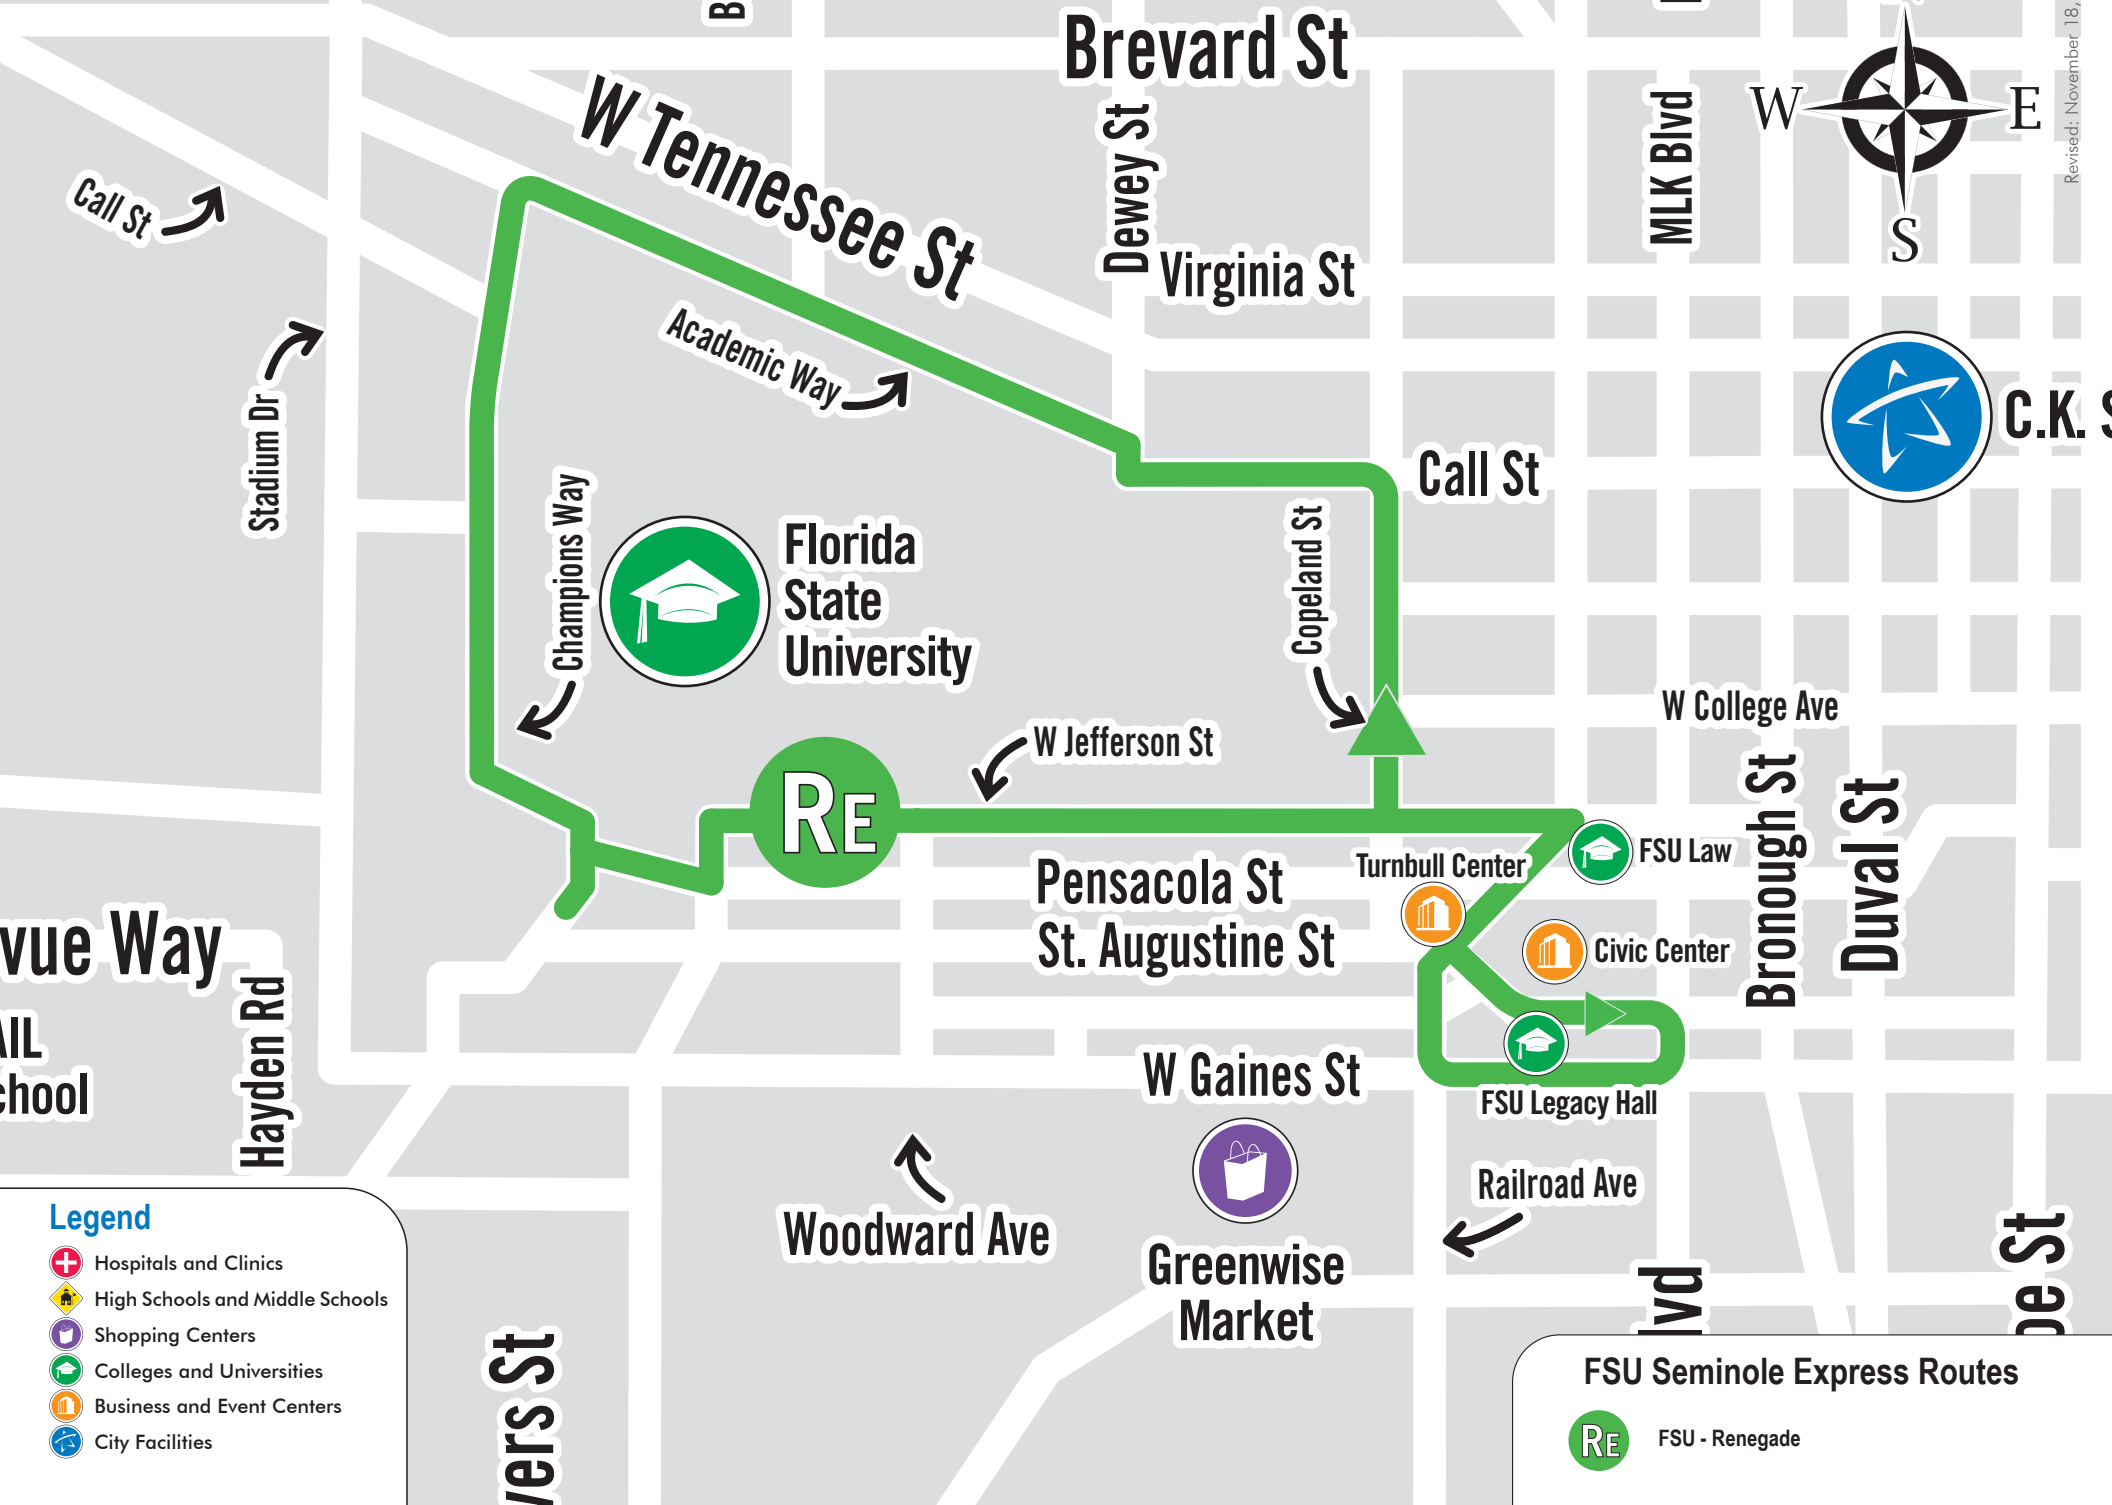 Brevard St
W Tennessee St
Dewey St
MLK Blvd
W
E
S
Revised: November 18,
Call St
Virginia St
Academic Way
Stadium Dr
C.K.
Call St
Champions Way
Copeland St
Florida
State
University
W College Ave
W Jefferson St
RE
Bronough St
Duval St
FSU Law
Turnbull Center
Pensacola St
St. Augustine St
Civic Center
Way
Hayden Rd
W Gaines St
FSU Legacy Hall
Railroad Ave
Woodward Ave
Greenwise
Market
Legend
Hospitals and Clinics
High Schools and Middle Schools
Shopping Centers
Colleges and Universities
Business and Event Centers
City Facilities
St
St
FSU Seminole Express Routes
RE
FSU - Renegade